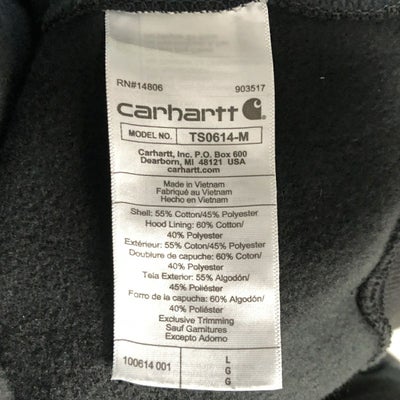 RN#14806 903517
carhartt
MODEL NO. TS0614-M
Carhartt, Inc. P.O. Box 600
Dearborn, MI 48121 USA
carhartt.com
Made in Vietnam
Fabriqué au Vietnam
Hecho en Vietnam
Shell: 55% Cotton/45% Polyester
Hood Lining: 60% Cotton/
40% Polyester
Extérieur: 55% Coton/45% Polyester
Doublure de capuche: 60% Coton/
40% Polyester
Tela Exterior: 55% Algodón/
45% Poliéster
Forro de la capucha: 60% Algodón/
40% Poliéster
Exclusive Trimming
Sauf Garnitures
Excepto Adorno
L
100614 001 G
G